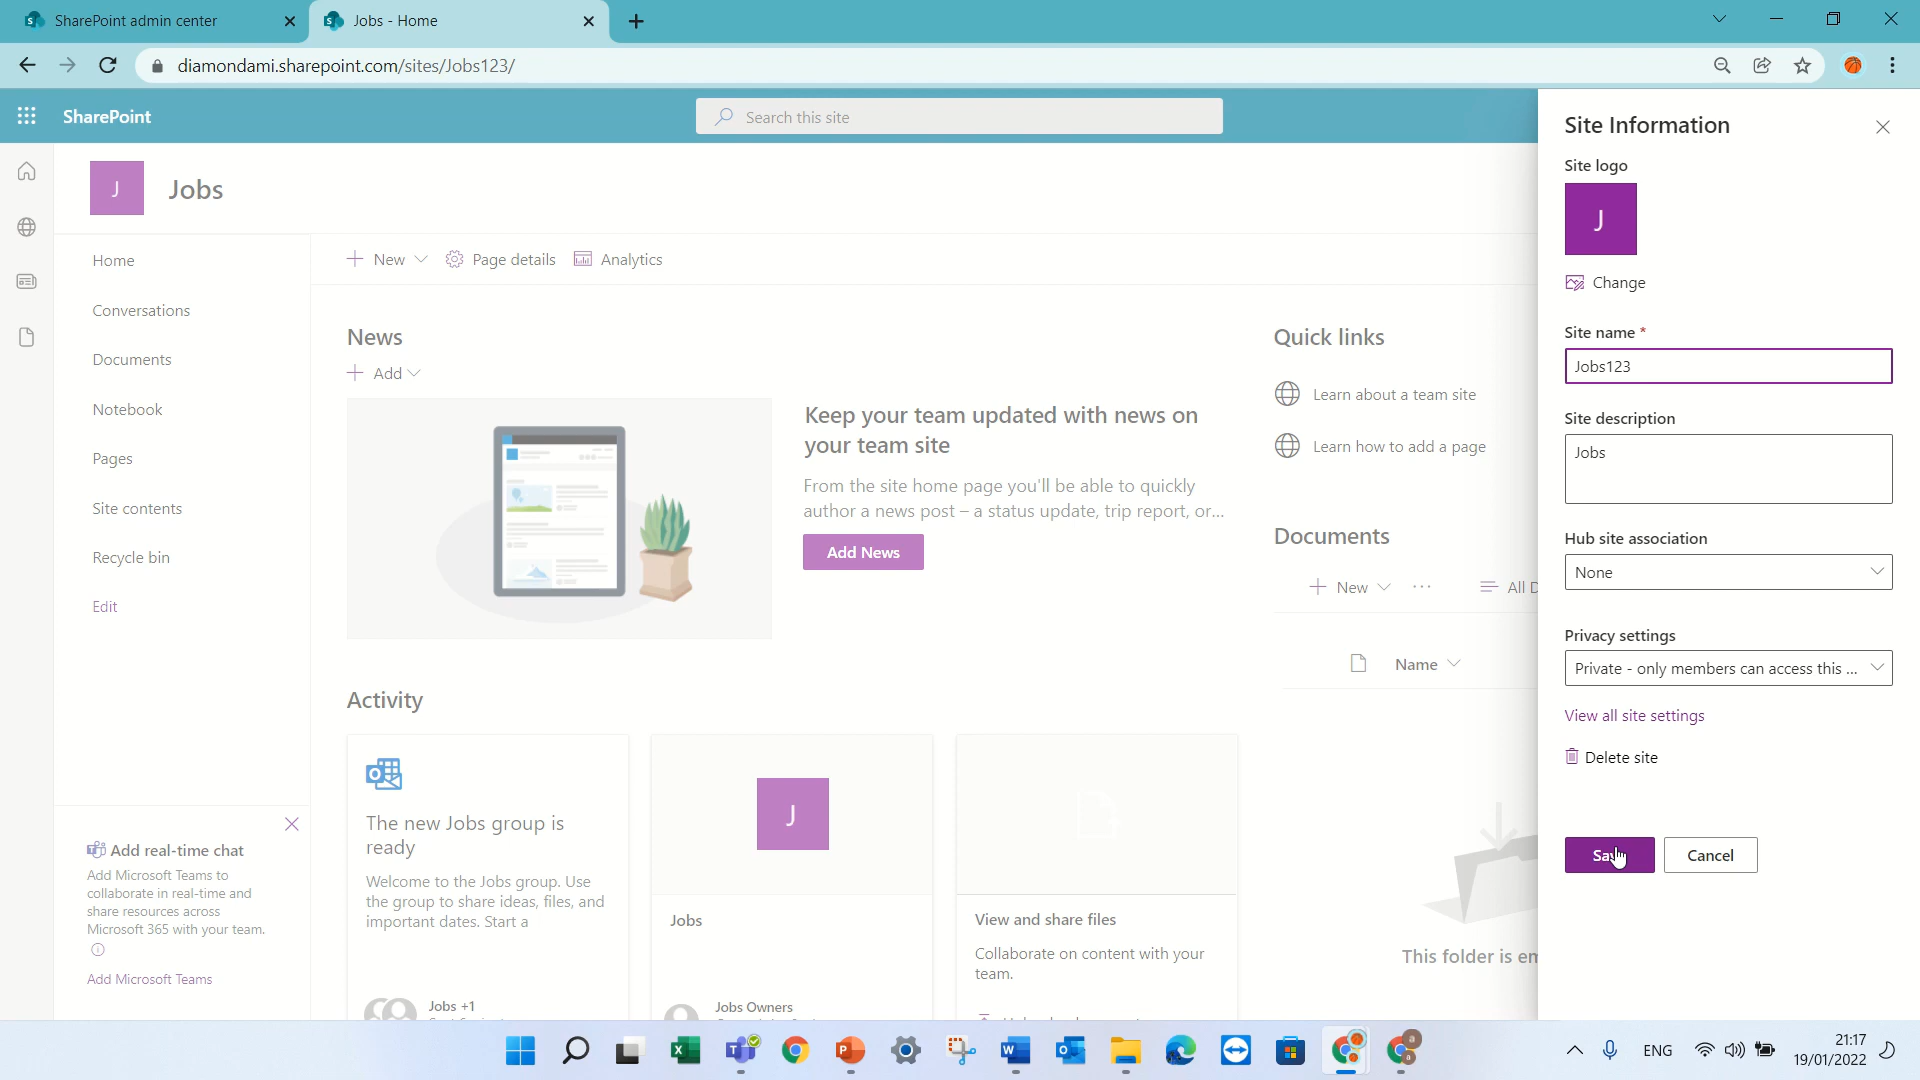 SharePoint admin center
Jobs - Home
diamondami.sharepoint.com/sites/Jobs123/
SharePoint
Search this site
J
Jobs
Home
Conversations
Documents
Notebook
Pages
Site contents
Recycle bin
Edit
Add real-time chat
Add Microsoft Teams to
collaborate in real-time and
share resources across
Microsoft 365 with your team.
Add Microsoft Teams
New
Page details
Analytics
News
Add
Keep your team updated with news on
your team site
From the site home page you'll be able to quickly
author a news post – a status update, trip report, or...
Add News
Quick links
Learn about a team site
Learn how to add a page
Documents
New
All D
Name
This folder is em
Activity
The new Jobs group is
ready
Welcome to the Jobs group. Use
the group to share ideas, files, and
important dates. Start a
Jobs +1
J
Jobs
Jobs Owners
View and share files
Collaborate on content with your
team.
Site Information
Site logo
J
Change
Site name *
Jobs123
Site description
Jobs
Hub site association
None
Privacy settings
Private - only members can access this ...
View all site settings
Delete site
Save
Cancel
ENG
21:17
19/01/2022